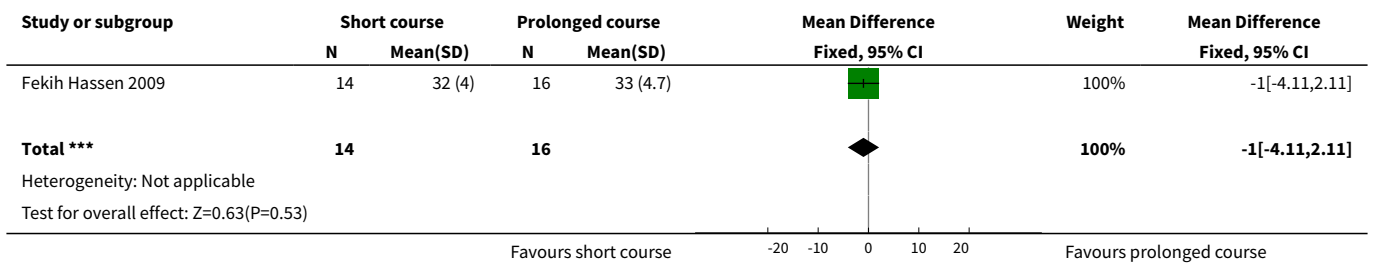 Study or subgroup Short course Prolonged course Mean Difference Weight Mean Difference
N Mean(SD) N Mean(SD) Fixed, 95% CI Fixed, 95% CI
Fekih Hassen 2009 14 32 (4) 16 33 (4.7) 100% -1[-4.11,2.11]
Total *** 14 16 100% -1[-4.11,2.11]
Heterogeneity: Not applicable
Test for overall effect: Z=0.63(P=0.53)
Favours short course -20 -10 0 10 20 Favours prolonged course